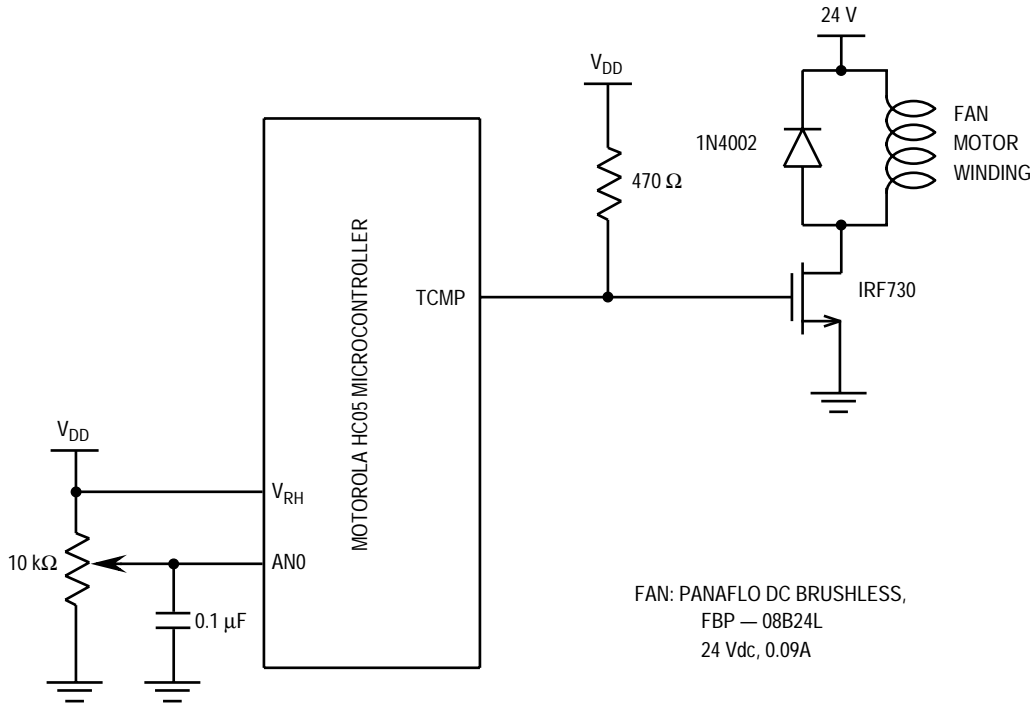 24 V
V_DD
1N4002
FAN
MOTOR
WINDING
470 Ω
MOTOROLA HC05 MICROCONTROLLER
TCMP
IRF730
V_DD
V_RH
10 kΩ
AN0
0.1 μF
FAN: PANAFLO DC BRUSHLESS,
FBP — 08B24L
24 Vdc, 0.09A